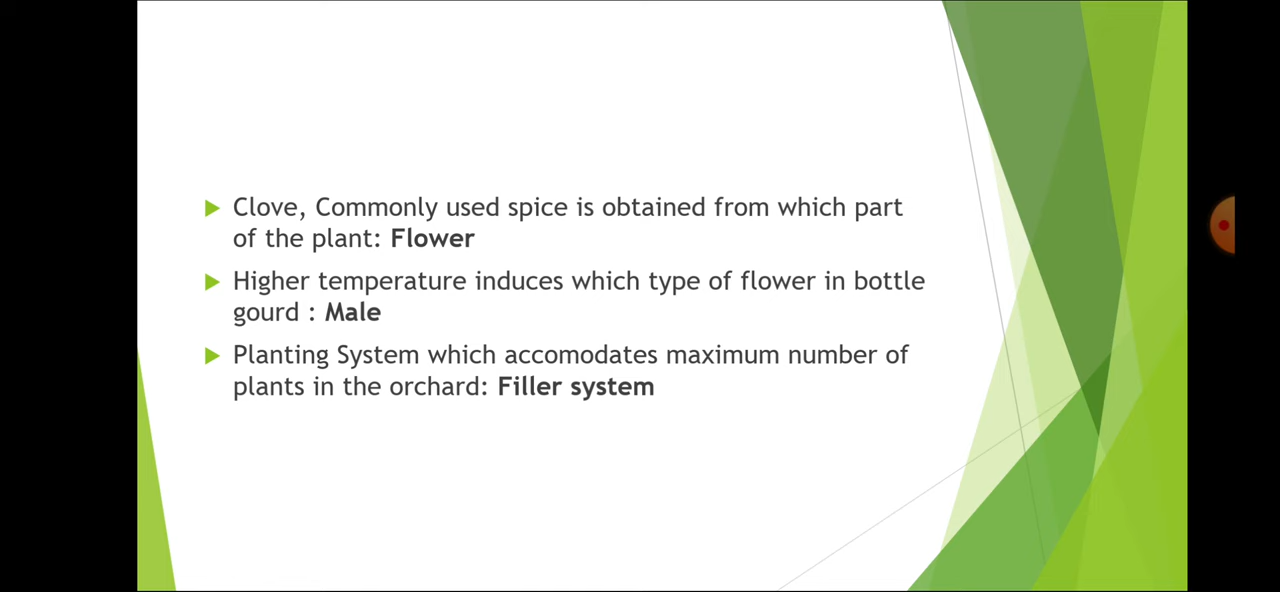 Clove, Commonly used spice is obtained from which part
of the plant: Flower
Higher temperature induces which type of flower in bottle
gourd : Male
Planting System which accomodates maximum number of
plants in the orchard: Filler system